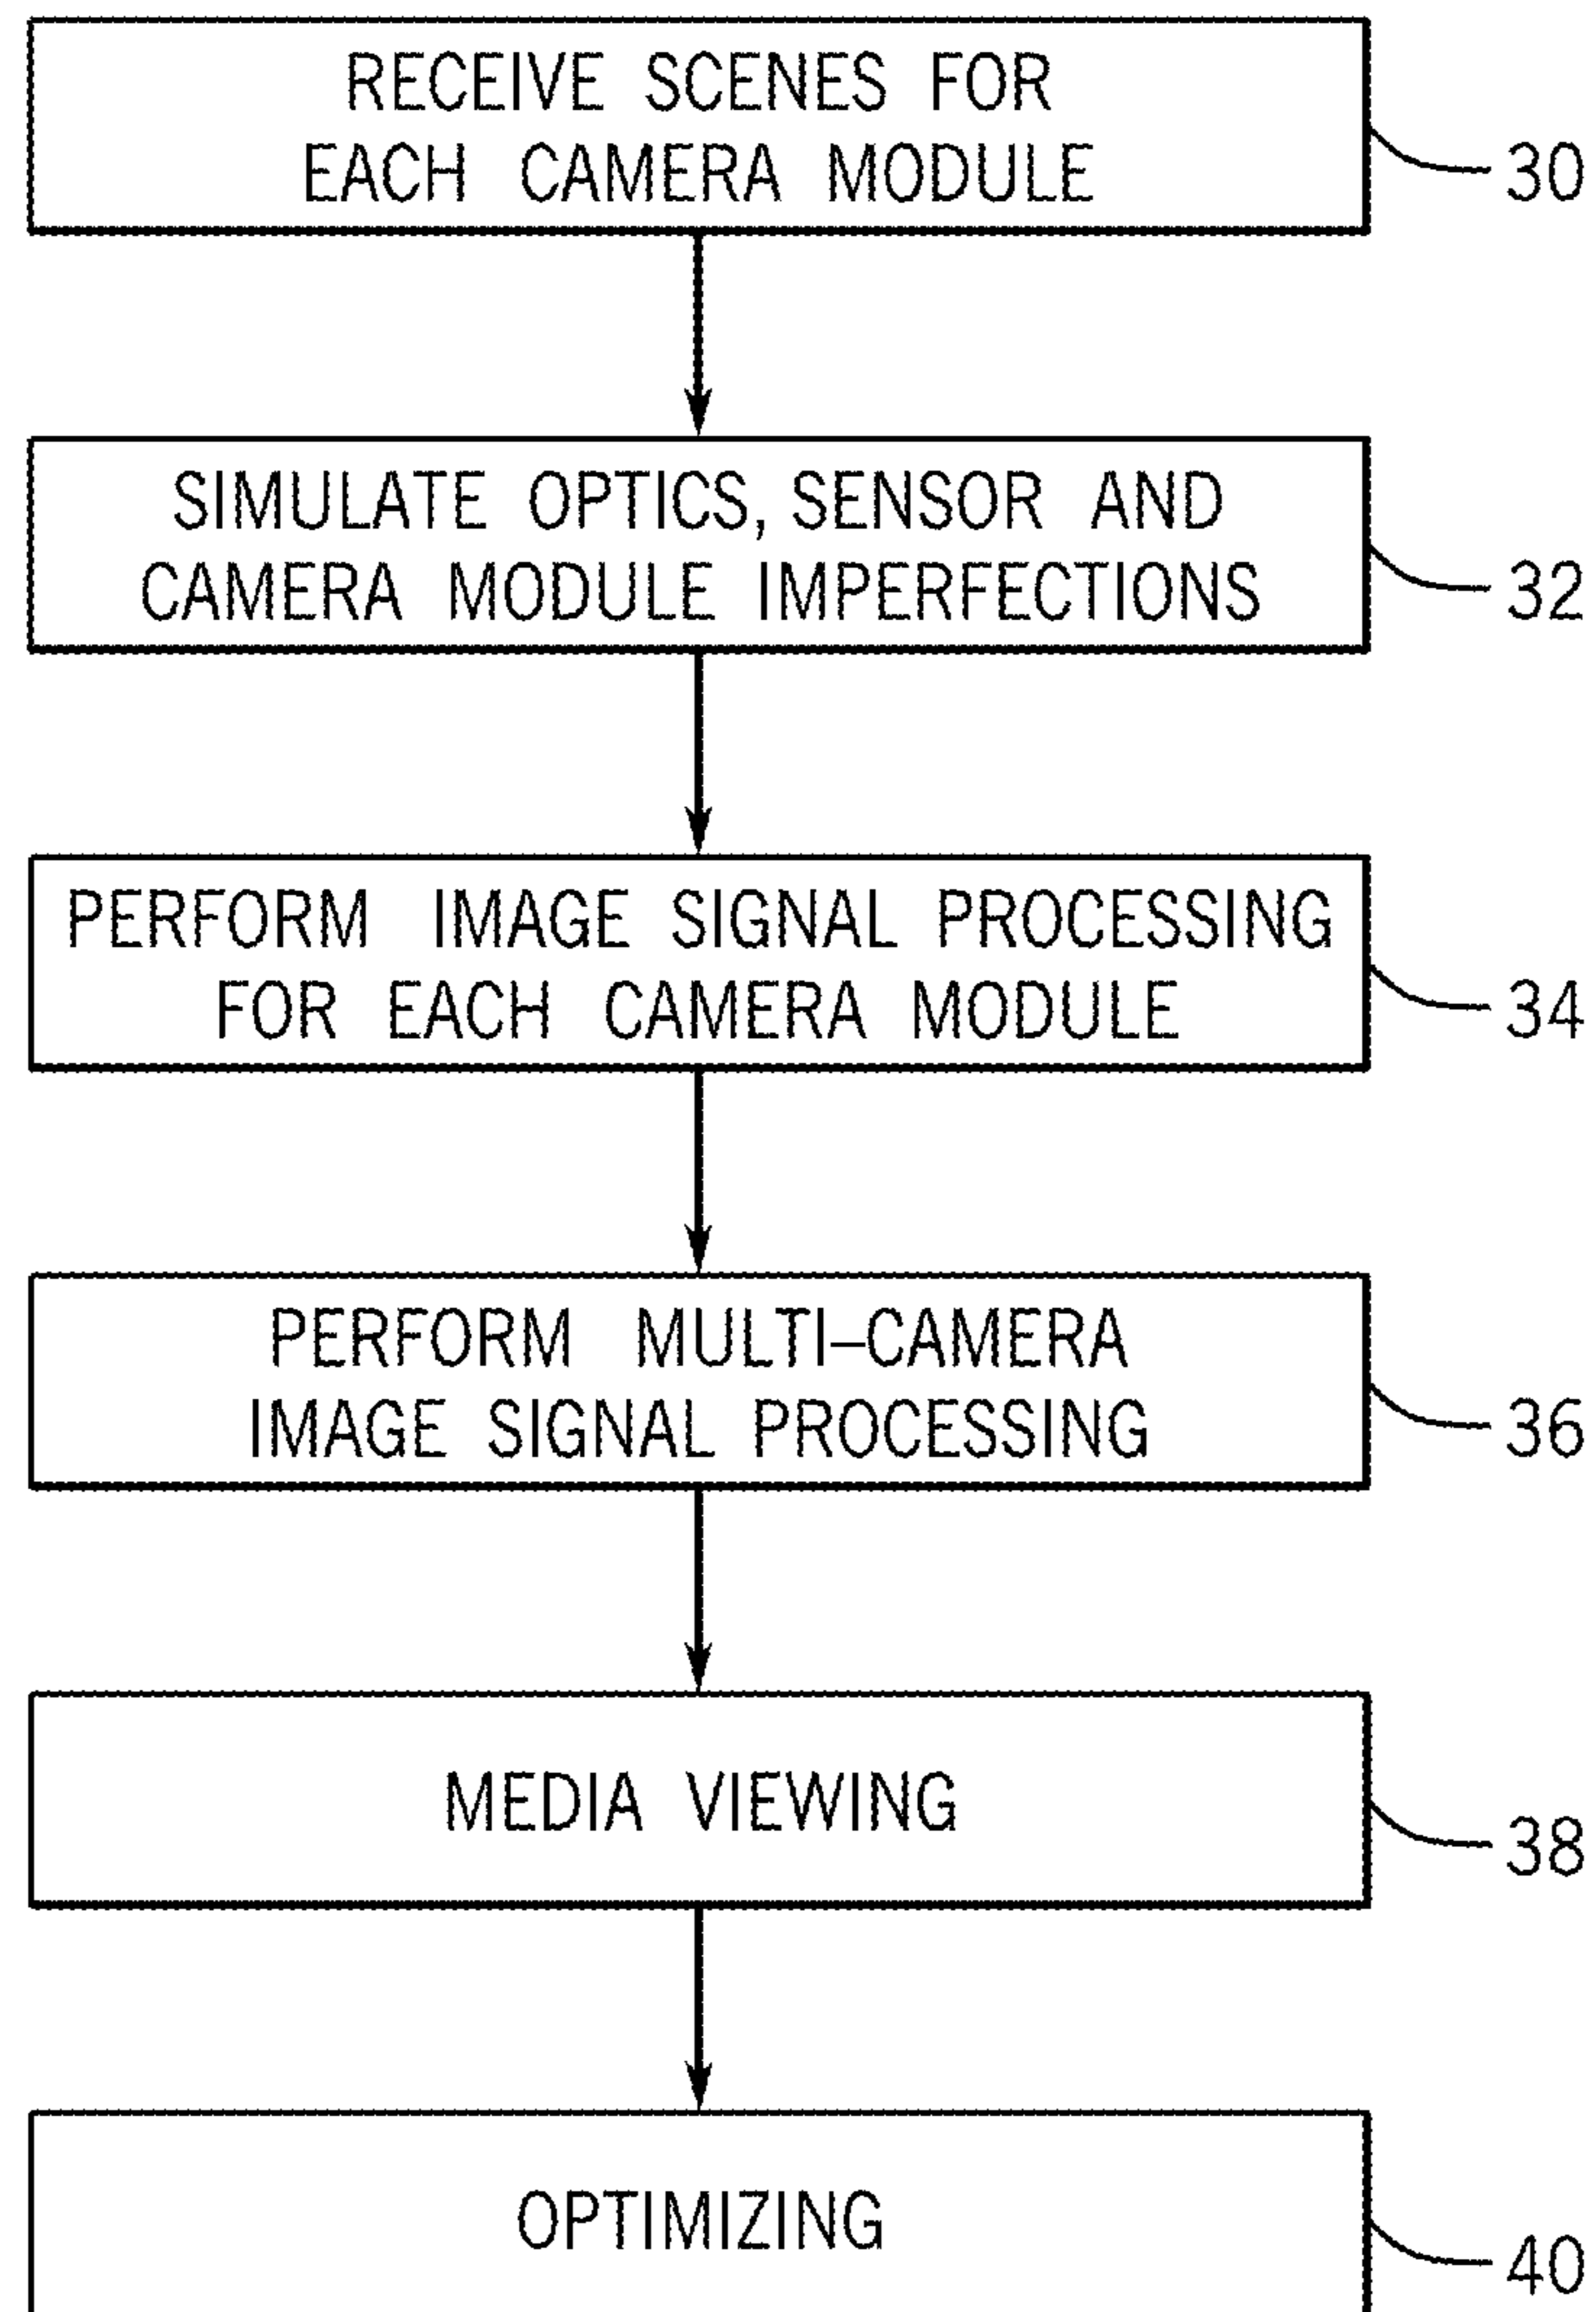 RECEIVE SCENES FOR
EACH CAMERA MODULE
30
SIMULATE OPTICS, SENSOR AND
CAMERA MODULE IMPERFECTIONS
32
PERFORM IMAGE SIGNAL PROCESSING
FOR EACH CAMERA MODULE
34
PERFORM MULTI–CAMERA
IMAGE SIGNAL PROCESSING
36
MEDIA VIEWING
38
OPTIMIZING
40